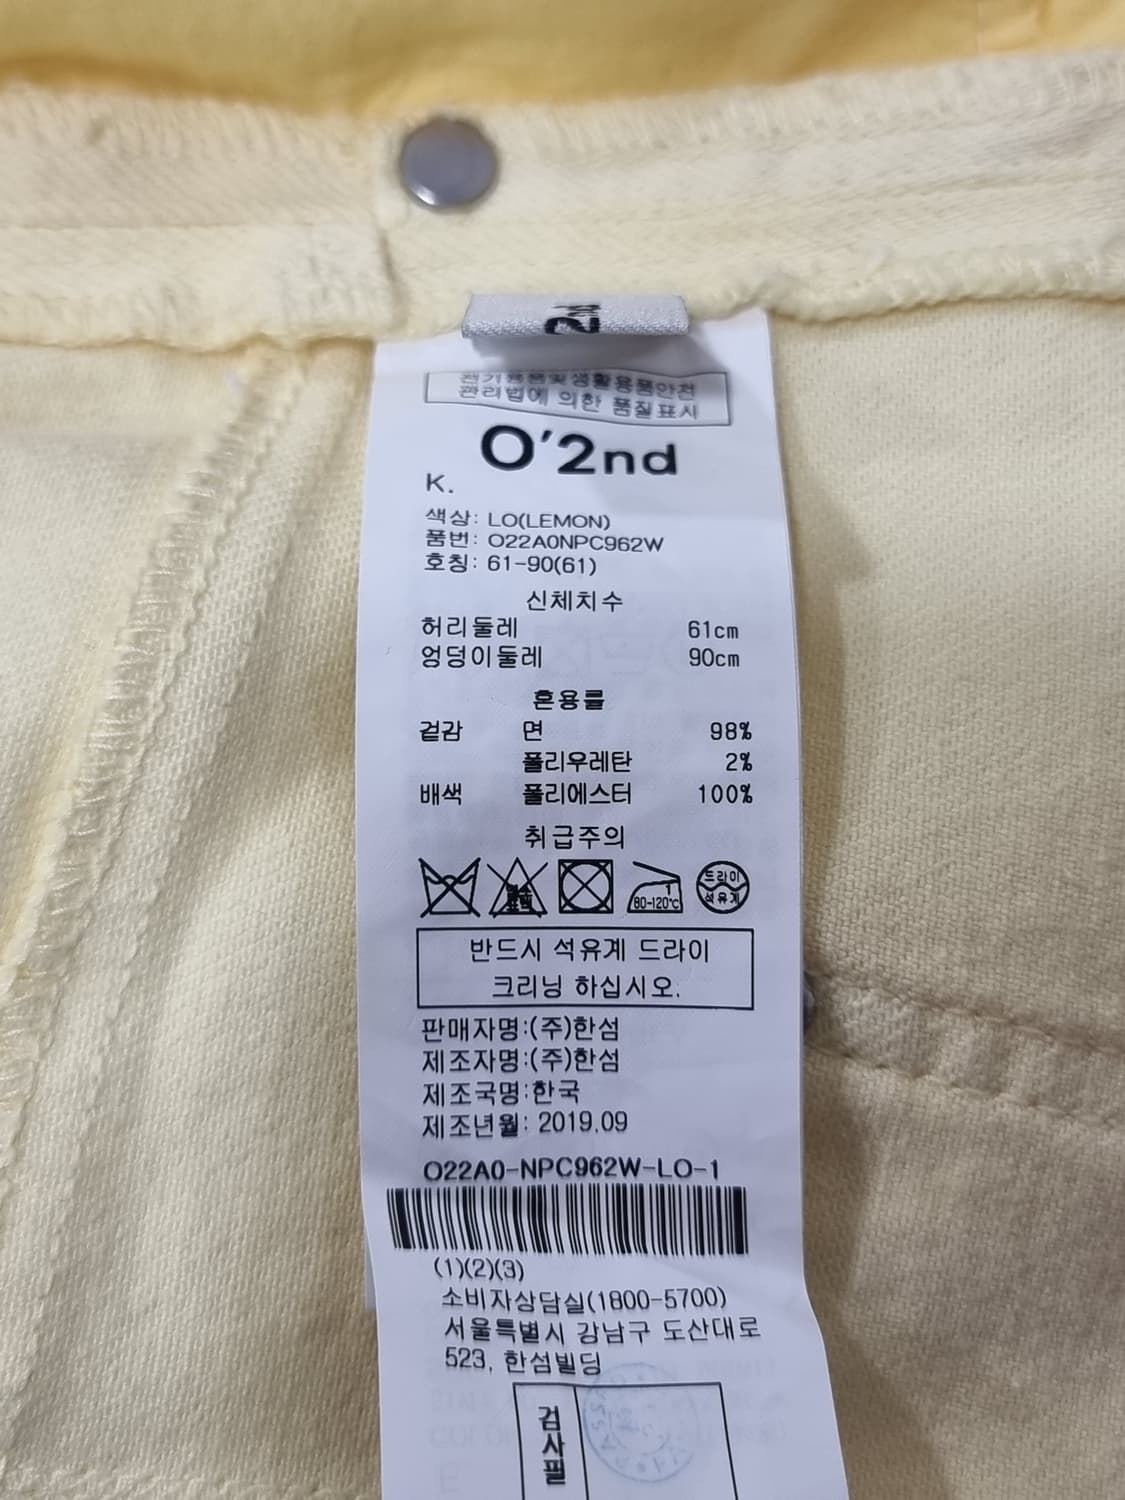 2nd
전기용품및생활용품안전
관리법에 의한 품질표시
O'2nd
K.
색상: LO(LEMON)
품번: O22A0NPC962W
호칭: 61-90(61)
신체치수
허리둘레 61cm
엉덩이둘레 90cm
혼용률
겉감 면 98%
폴리우레탄 2%
배색 폴리에스터 100%
취급주의
염소
표백
1
80-120℃
드라이
석유계
반드시 석유계 드라이
크리닝 하십시오.
판매자명:(주)한섬
제조자명:(주)한섬
제조국명:한국
제조년월: 2019.09
O22A0-NPC962W-LO-1
(1)(2)(3)
소비자상담실(1800-5700)
서울특별시 강남구 도산대로
523, 한섬빌딩
검사필